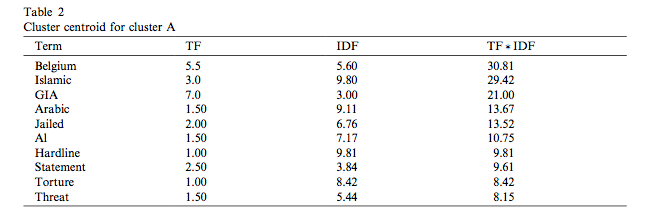 Table 2
Cluster centroid for cluster A
Term TF IDF TF * IDF
Belgium 5.5 5.60 30.81
Islamic 3.0 9.80 29.42
GIA 7.0 3.00 21.00
Arabic 1.50 9.11 13.67
Jailed 2.00 6.76 13.52
Al 1.50 7.17 10.75
Hardline 1.00 9.81 9.81
Statement 2.50 3.84 9.61
Torture 1.00 8.42 8.42
Threat 1.50 5.44 8.15